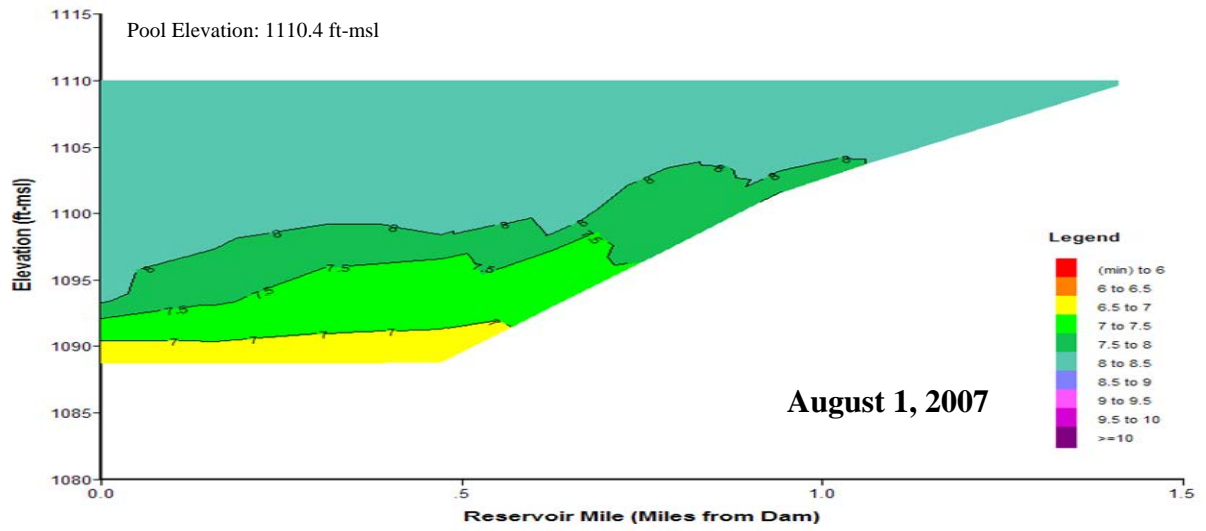 Pool Elevation: 1110.4 ft-msl
1115
1110
1105
1100
1095
1090
1085
1080
Elevation (ft-msl)
8 8 8 8 8 8 8 8 8
7.5 7.5 7.5 7.5 7.5
7 7 7 7 7
Legend
(min) to 6
6 to 6.5
6.5 to 7
7 to 7.5
7.5 to 8
8 to 8.5
8.5 to 9
9 to 9.5
9.5 to 10
>=10
August 1, 2007
0.0 .5 1.0 1.5
Reservoir Mile (Miles from Dam)